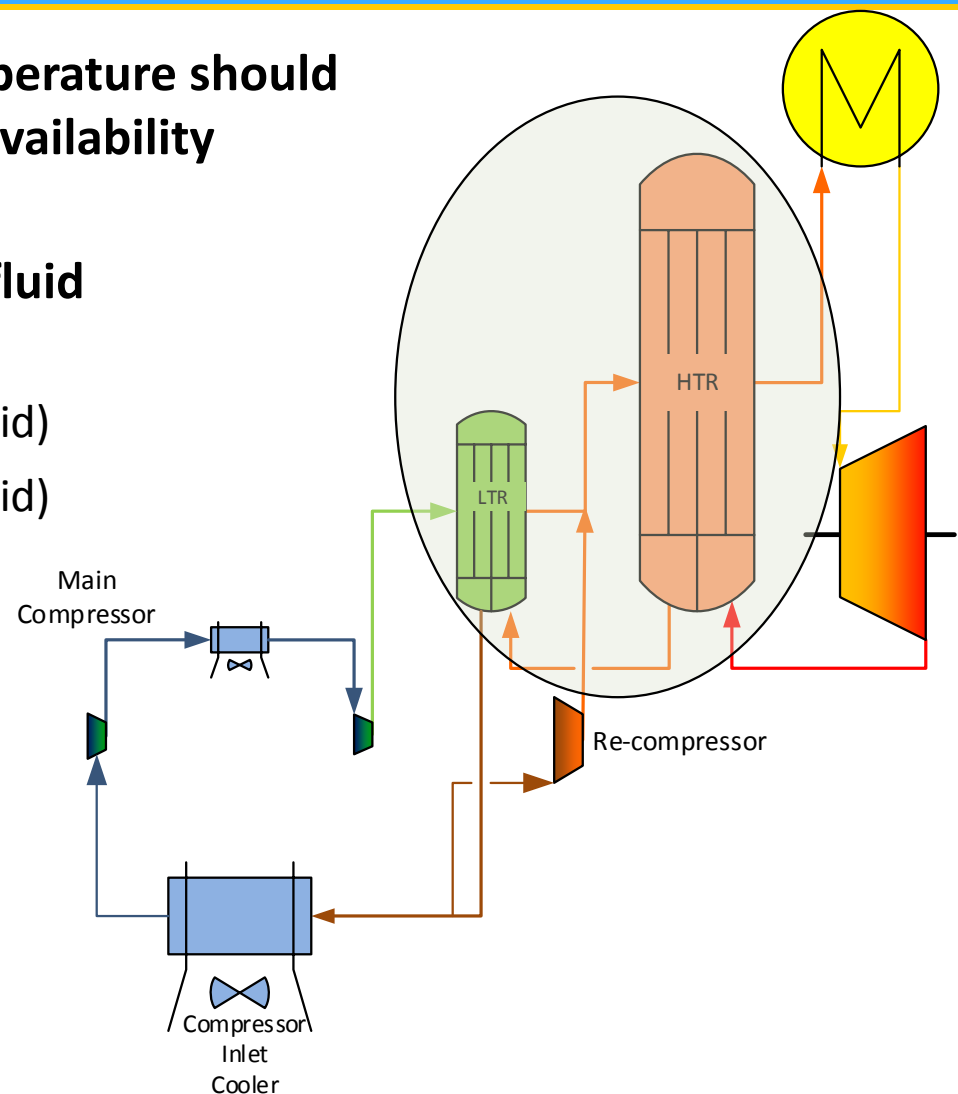 perature should
vailability
fluid
id)
id)
HTR
LTR
Main
Compressor
Re-compressor
Compressor
Inlet
Cooler